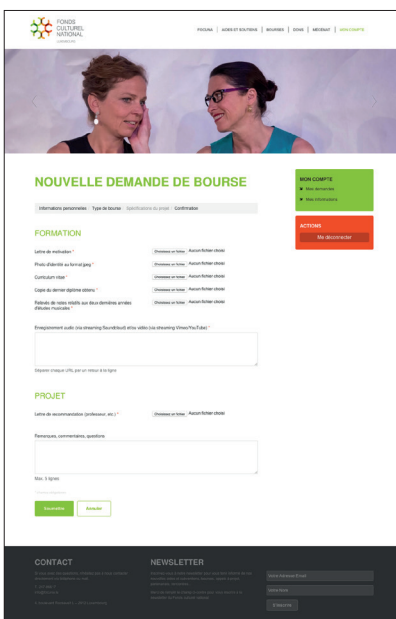 FONDS
CULTUREL
NATIONAL
LUXEMBOURG
FOCUNA | AIDES ET SOUTIENS | BOURSES | DONS | MÉCÉNAT | MON COMPTE
NOUVELLE DEMANDE DE BOURSE
Informations personnelles Type de bourse Spécifications du projet Confirmation
MON COMPTE
Mes demandes
Mes informations
ACTIONS
Me déconnecter
FORMATION
Lettre de motivation * Choisissez un fichier Aucun fichier choisi
Photo d'identité au format jpeg * Choisissez un fichier Aucun fichier choisi
Curriculum vitae * Choisissez un fichier Aucun fichier choisi
Copie du dernier diplôme obtenu * Choisissez un fichier Aucun fichier choisi
Relevés de notes relatifs aux deux dernières années Choisissez un fichier Aucun fichier choisi
d'études musicales *
Enregistrement audio (via streaming Soundcloud) et/ou vidéo (via streaming Vimeo/YouTube) *
Séparer chaque URL par un retour à la ligne
PROJET
Lettre de recommandation (professeur, etc.) * Choisissez un fichier Aucun fichier choisi
Remarques, commentaires, questions
Max. 3 lignes
Soumettre Annuler
CONTACT
NEWSLETTER
Votre Adresse Email
Votre Nom
S'inscrire